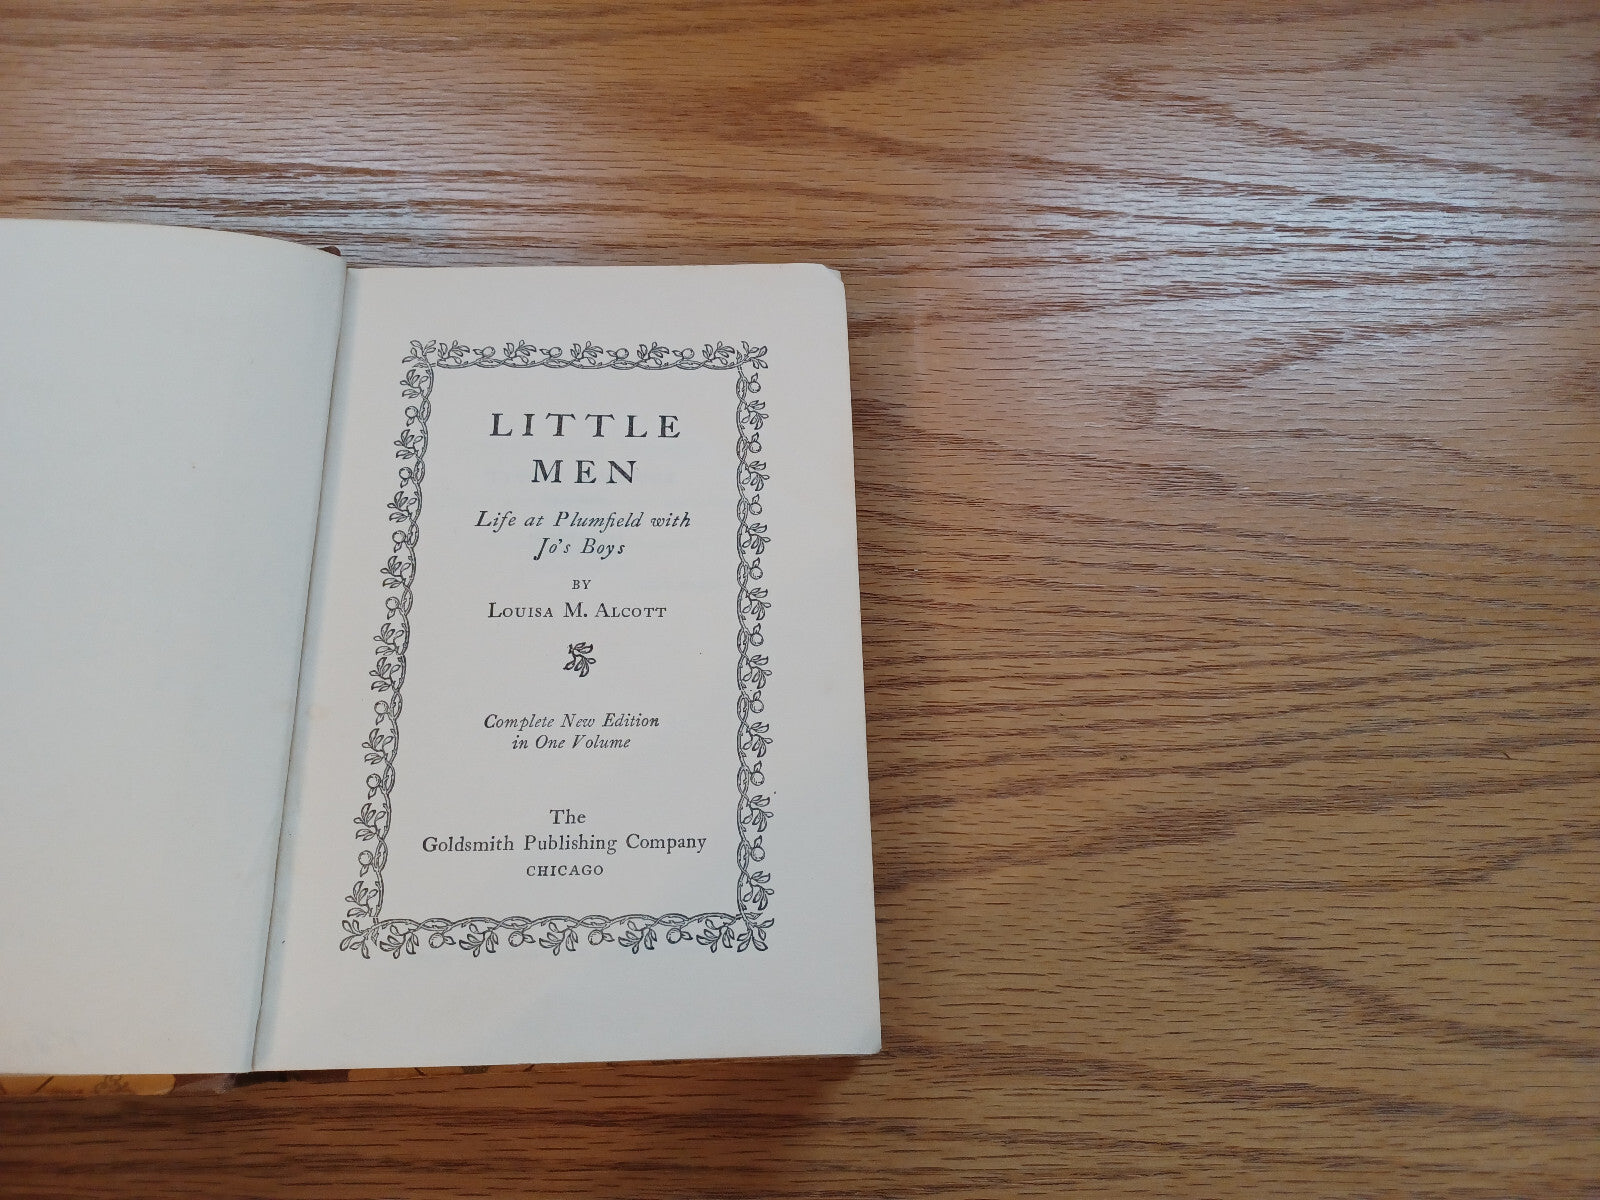 LITTLE
MEN
Life at Plumfield with
Jo's Boys
BY
LOUISA M. ALCOTT
Complete New Edition
in One Volume
The
Goldsmith Publishing Company
CHICAGO